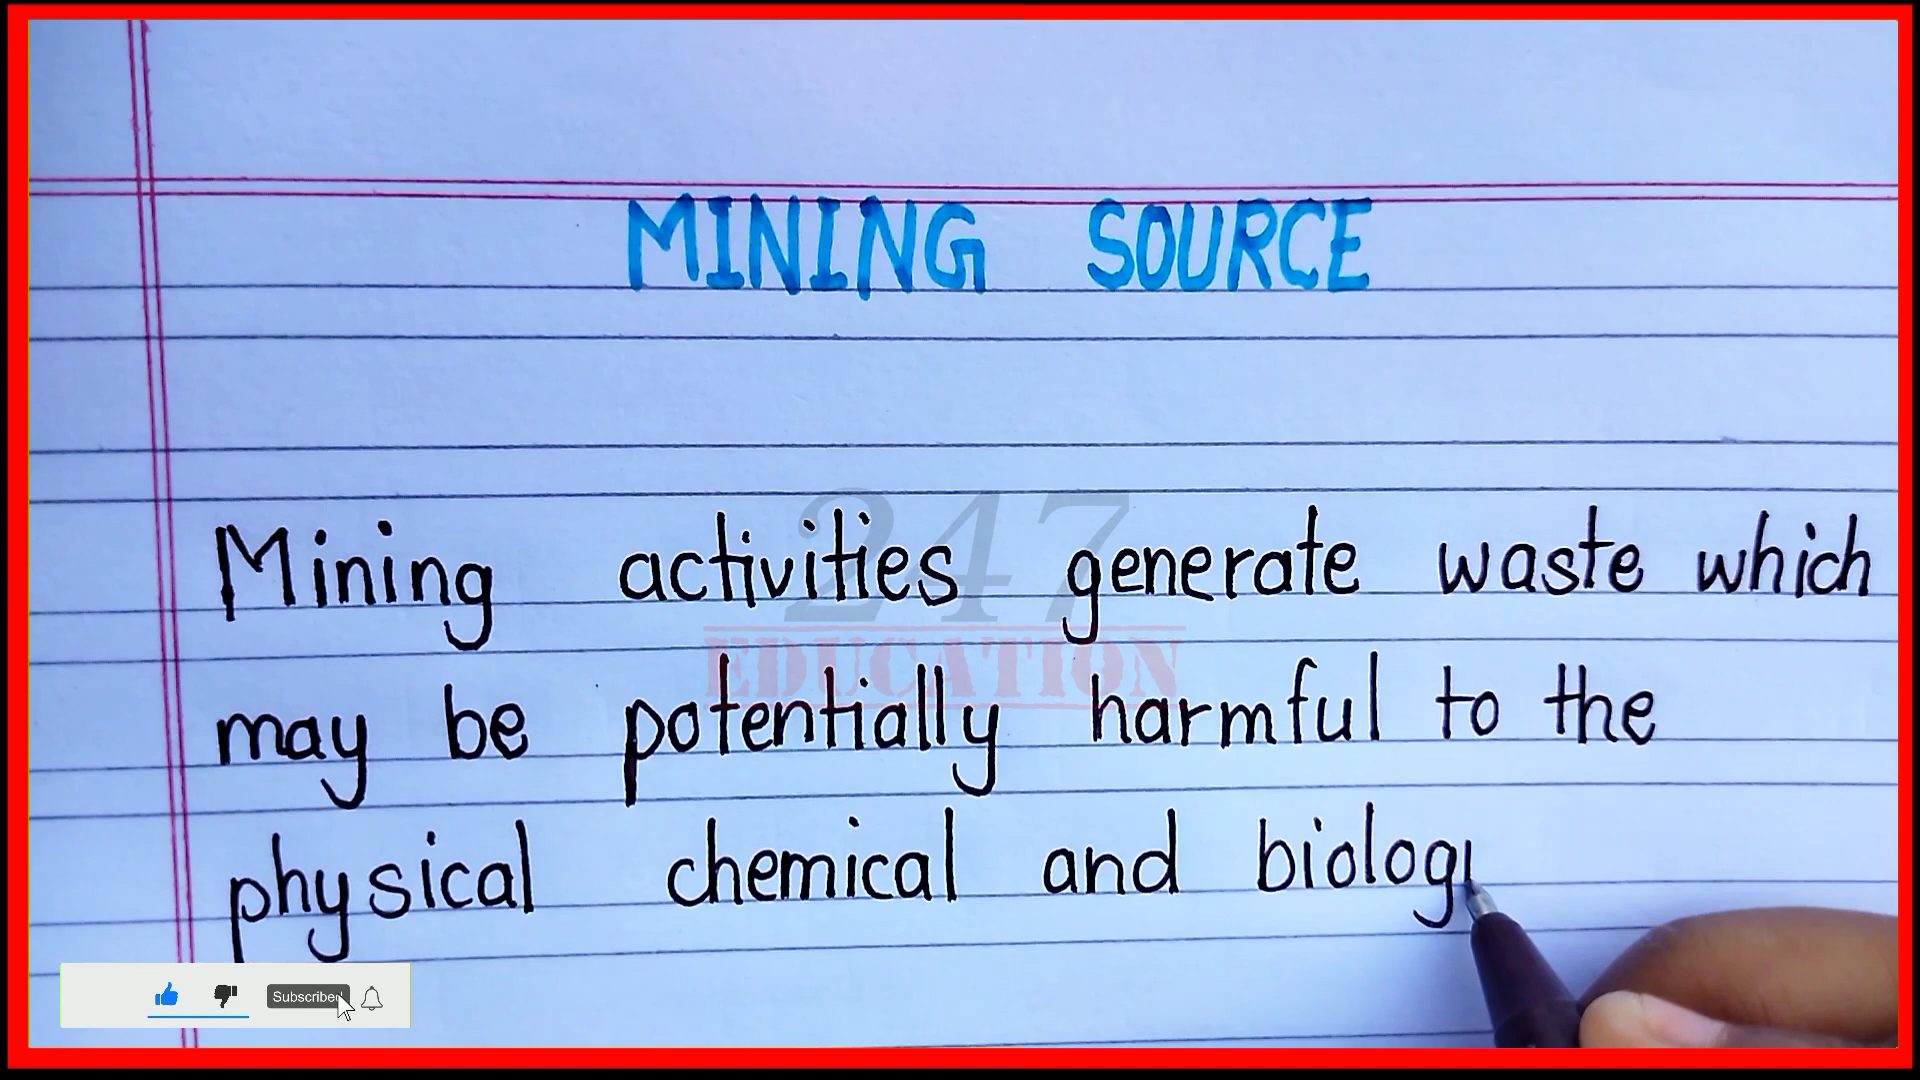 MINING SOURCE
247
Mining activities generate waste which
EDUCATION
may be potentially harmful to the
physical chemical and biologi
Subscribed